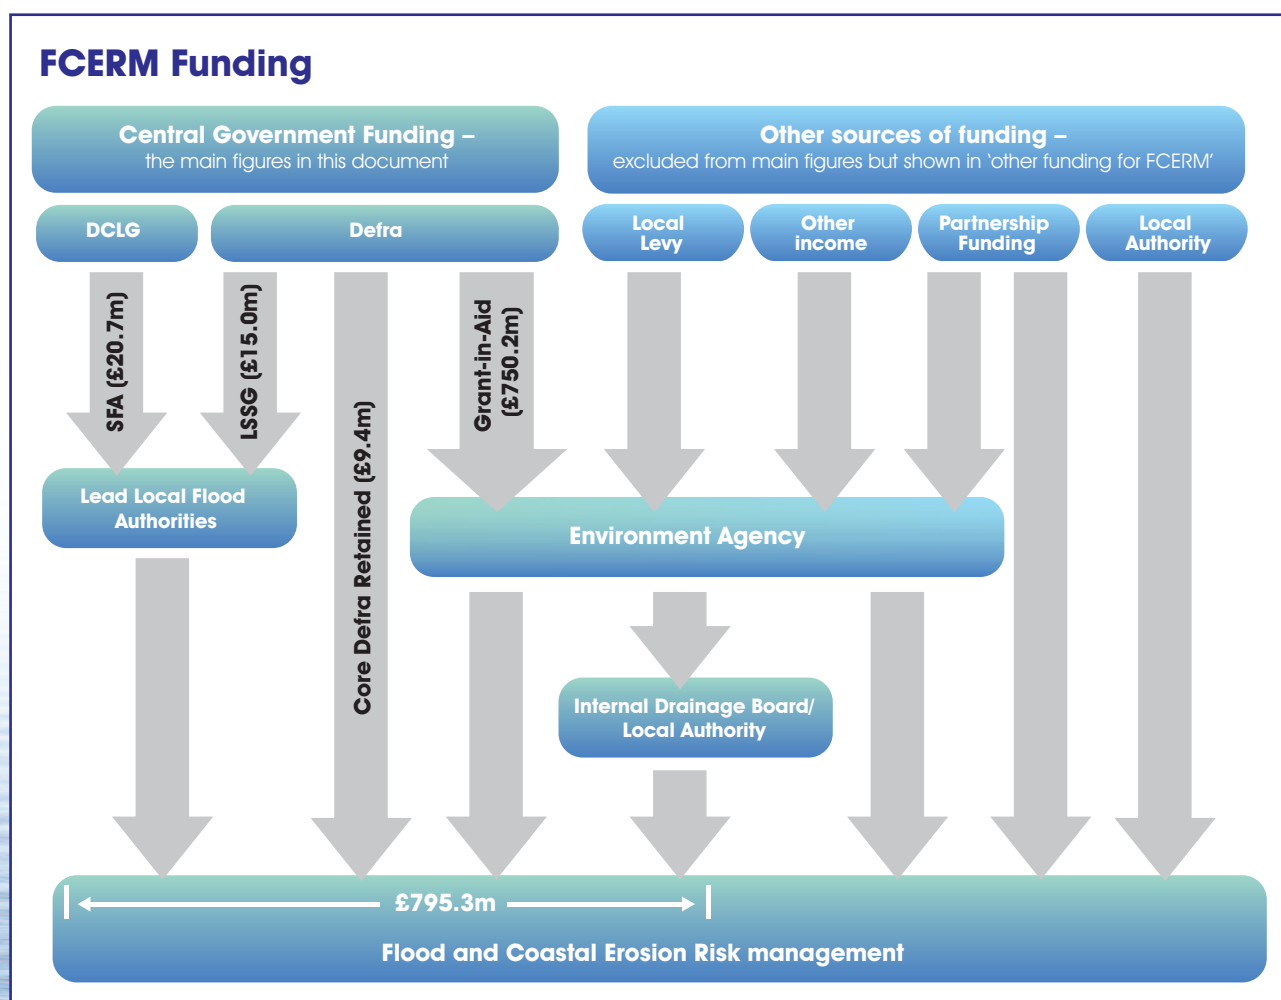 FCERM Funding
Central Government Funding –
the main figures in this document
Other sources of funding –
excluded from main figures but shown in ‘other funding for FCERM’
DCLG
Defra
Local
Levy
Other
income
Partnership
Funding
Local
Authority
SFA (£20.7m)
LSSG (£15.0m)
Core Defra Retained (£9.4m)
Grant-in-Aid
(£750.2m)
Lead Local Flood
Authorities
Environment Agency
Internal Drainage Board/
Local Authority
£795.3m
Flood and Coastal Erosion Risk management